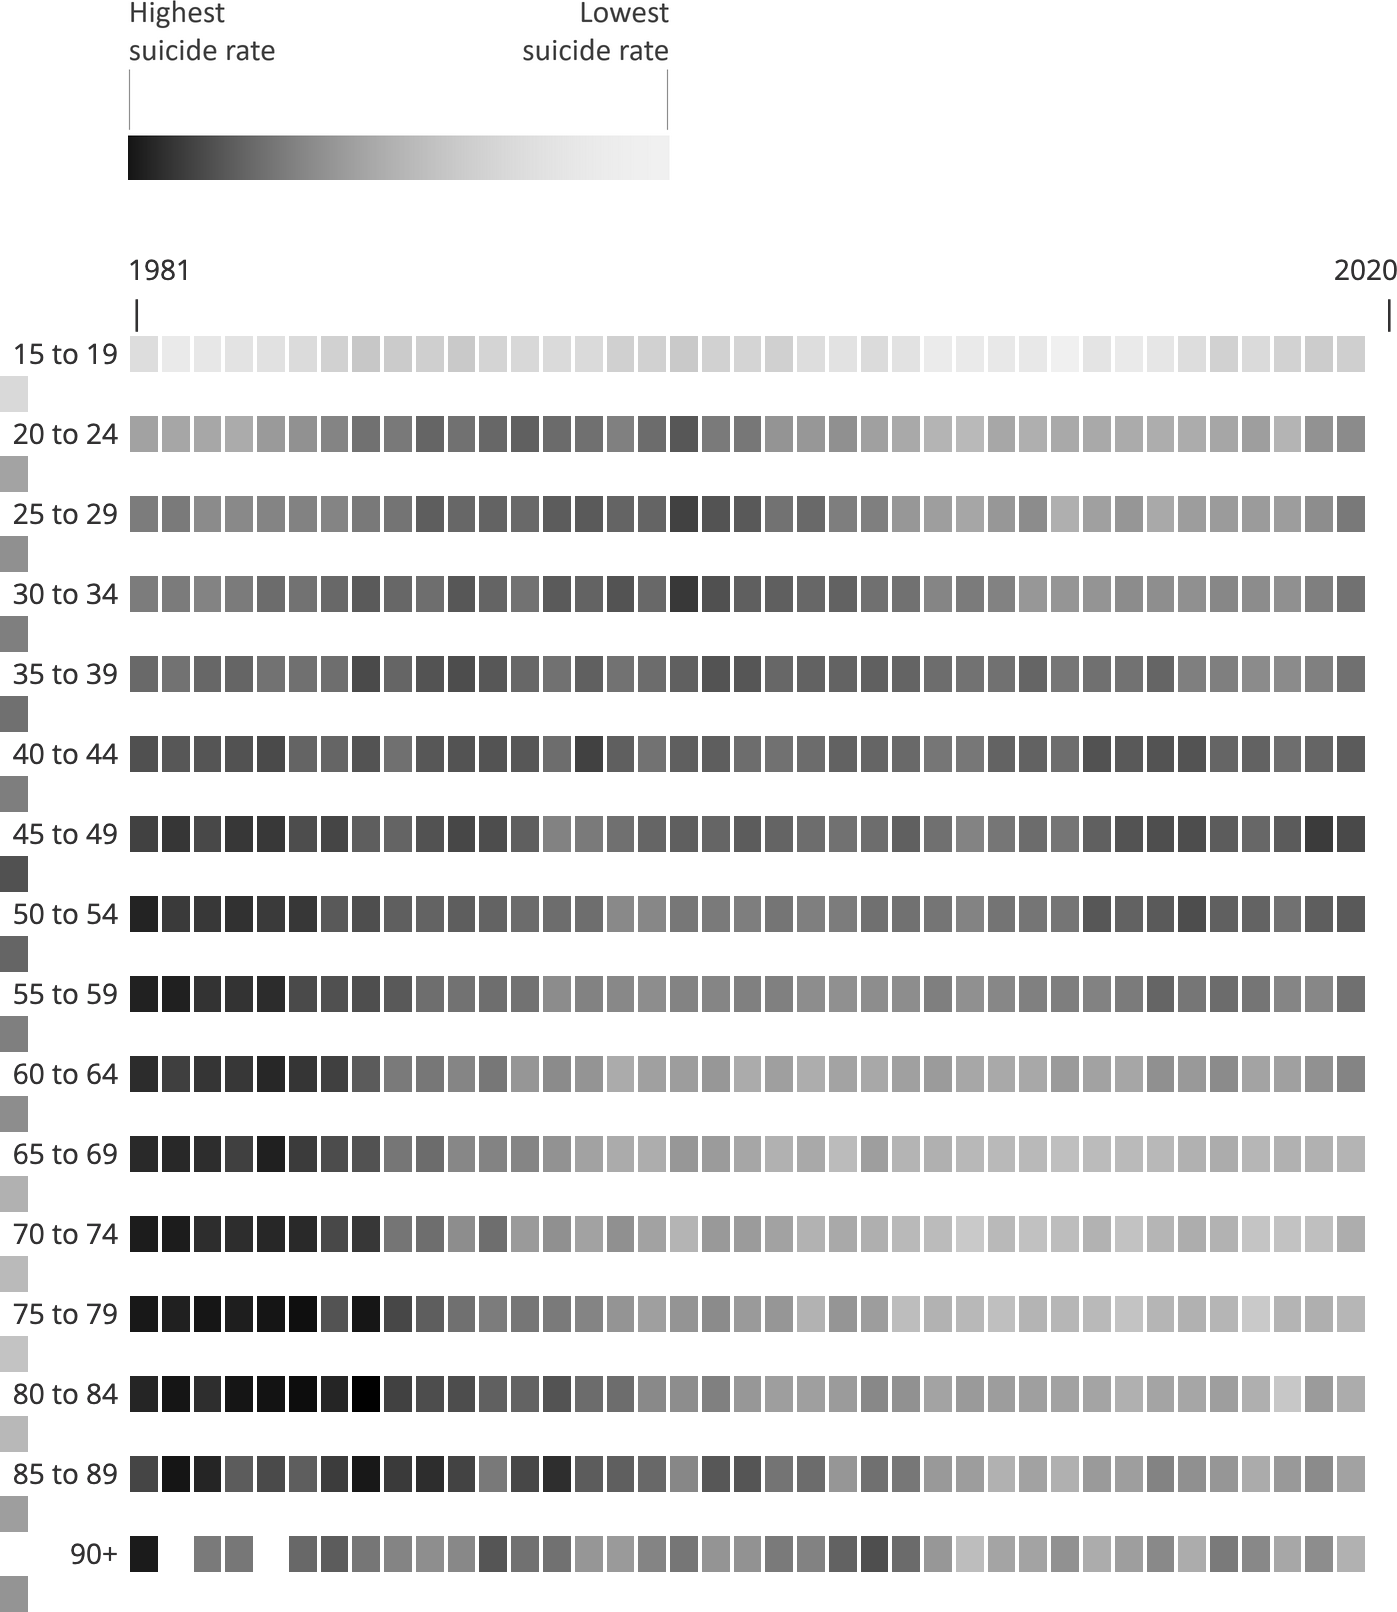 Highest Lowest
suicide rate suicide rate
1981 2020
15 to 19
20 to 24
25 to 29
30 to 34
35 to 39
40 to 44
45 to 49
50 to 54
55 to 59
60 to 64
65 to 69
70 to 74
75 to 79
80 to 84
85 to 89
90+